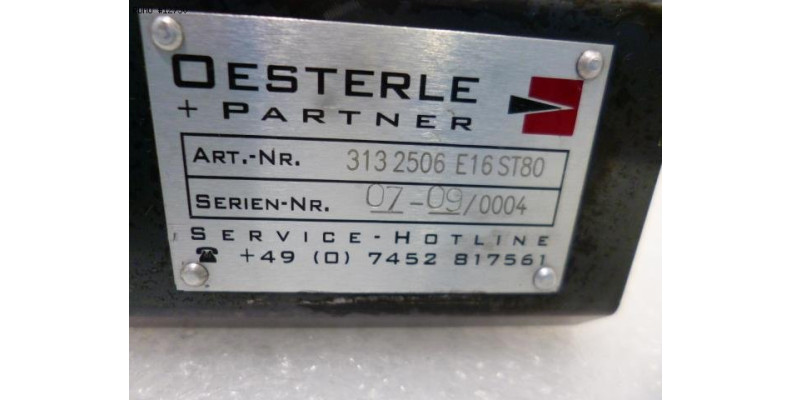 OESTERLE
+ PARTNER
ART.-NR. 313 2506 E16 ST80
SERIEN-NR. 07-09/0004
SERVICE-HOTLINE
☎ +49 (0) 7452 817561